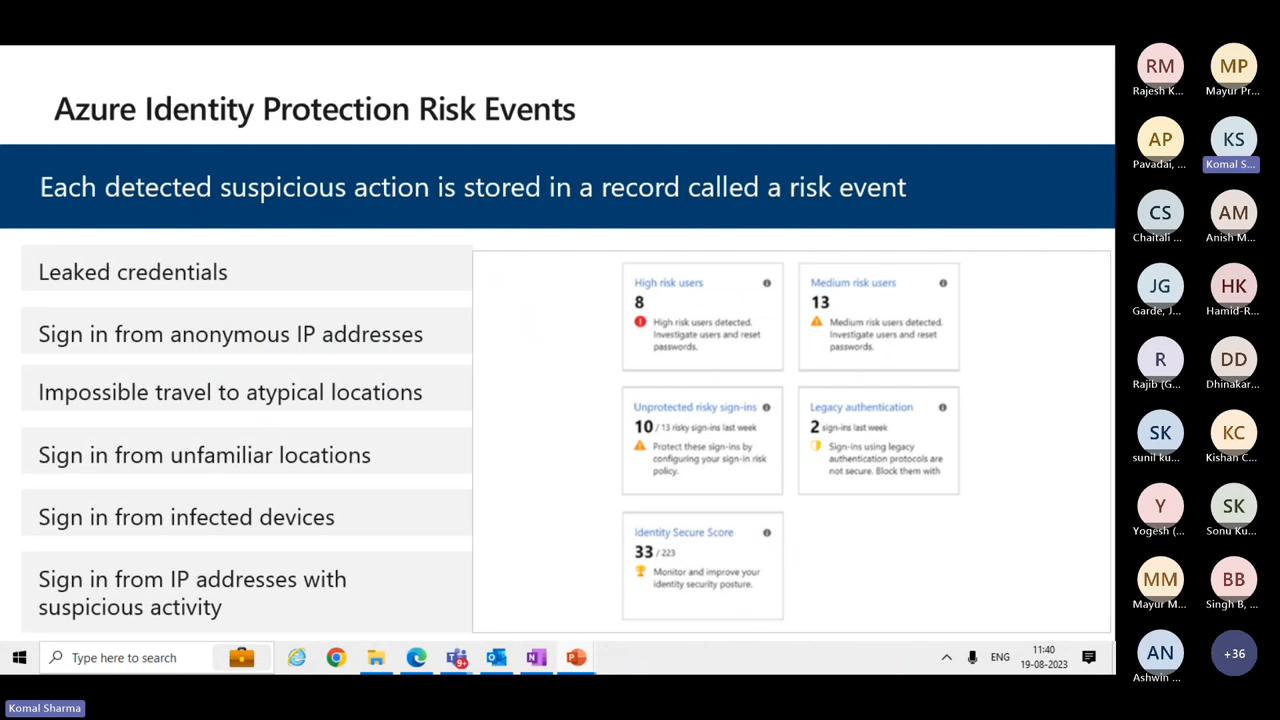 Azure Identity Protection Risk Events
Each detected suspicious action is stored in a record called a risk event
Leaked credentials
Sign in from anonymous IP addresses
Impossible travel to atypical locations
Sign in from unfamiliar locations
Sign in from infected devices
Sign in from IP addresses with
suspicious activity
High risk users
8
High risk users detected.
Investigate users and reset
passwords.
Medium risk users
13
Medium risk users detected.
Investigate users and reset
passwords.
Unprotected risky sign-ins
10 / 13 risky sign-ins last week
Protect these sign-ins by
configuring your sign-in risk
policy.
Legacy authentication
2 sign-ins last week
Sign-ins using legacy
authentication protocols are
not secure. Block them with
Identity Secure Score
33 / 223
Monitor and improve your
identity security posture.
Type here to search
9+
ENG
11:40
19-08-2023
RM
Rajesh K...
MP
Mayur Pr...
AP
Pavadai, ...
KS
Komal S...
CS
Chaitali ...
AM
Anish M...
JG
Garde, J...
HK
Hamid-R...
R
Rajib (G...
DD
Dhinakar...
SK
sunil ku...
KC
Kishan C...
Y
Yogesh (...
SK
Sonu Ku...
MM
Mayur M...
BB
Singh B, ...
AN
Ashwin ...
+36
Komal Sharma